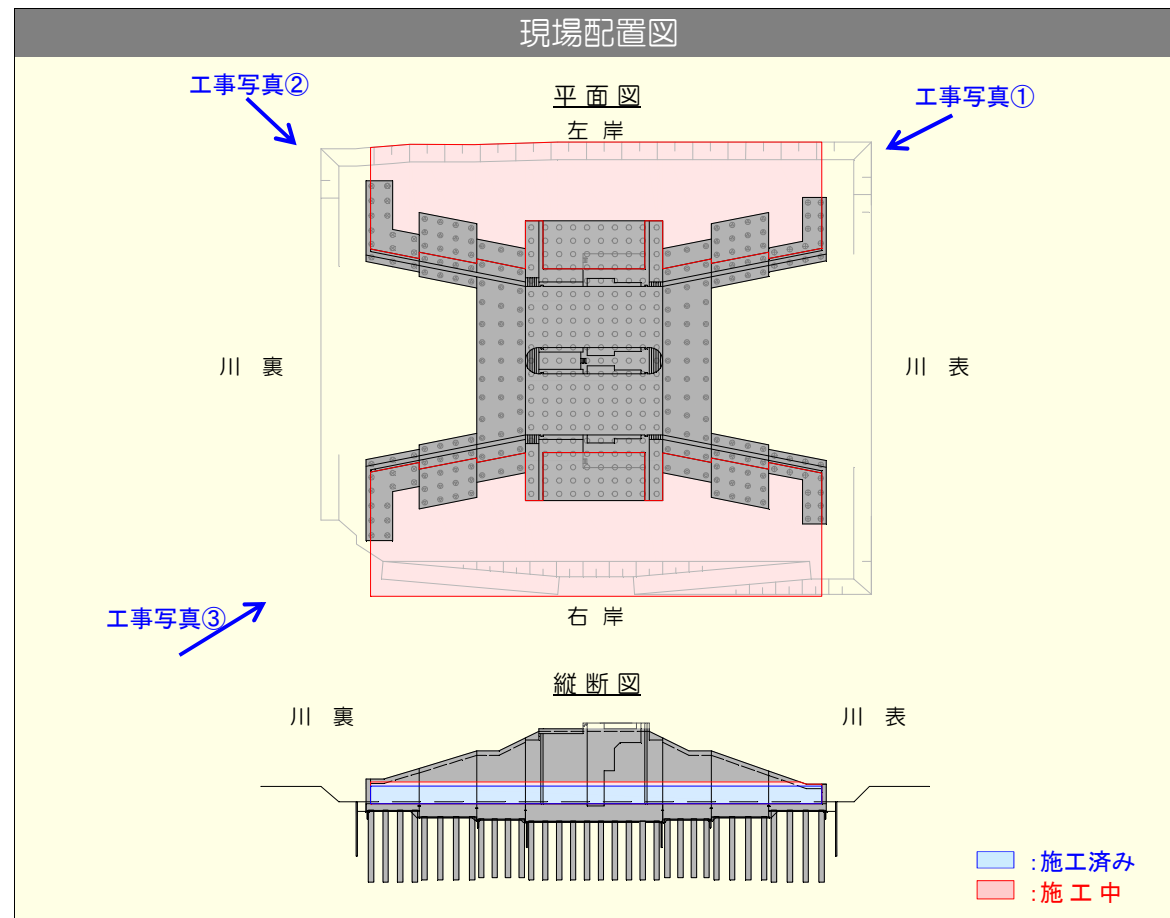 現場配置図
工事写真②
平 面 図
工事写真①
左 岸
川 裏
川 表
工事写真③
右 岸
縦 断 図
川 裏
川 表
:施工済み
:施 工 中